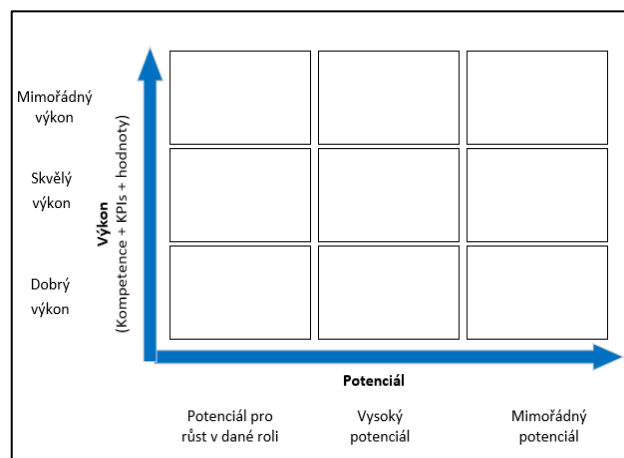 Mimořádný
výkon
Skvělý
výkon
Dobrý
výkon
Výkon
(Kompetence + KPIs + hodnoty)
Potenciál
Potenciál pro
růst v dané roli
Vysoký
potenciál
Mimořádný
potenciál